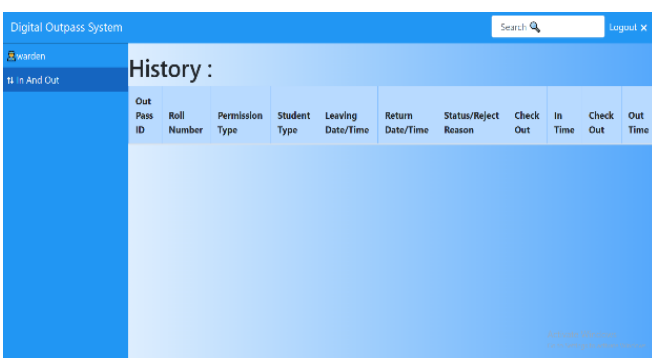 Digital Outpass System
Search
Logout ×
warden
In And Out
History :
Out Pass ID
Roll Number
Permission Type
Student Type
Leaving Date/Time
Return Date/Time
Status/Reject Reason
Check Out
In Time
Check Out
Out Time